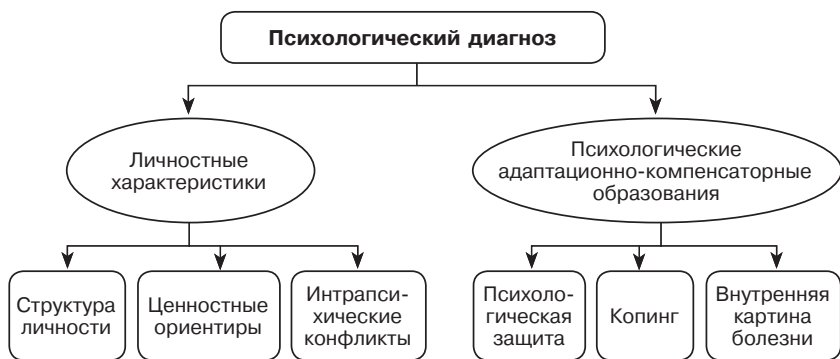 Психологический диагноз
Личностные
характеристики
Психологические
адаптационно-компенсаторные
образования
Структура
личности
Ценностные
ориентиры
Интрапси-
хические
конфликты
Психоло-
гическая
защита
Копинг
Внутренняя
картина
болезни